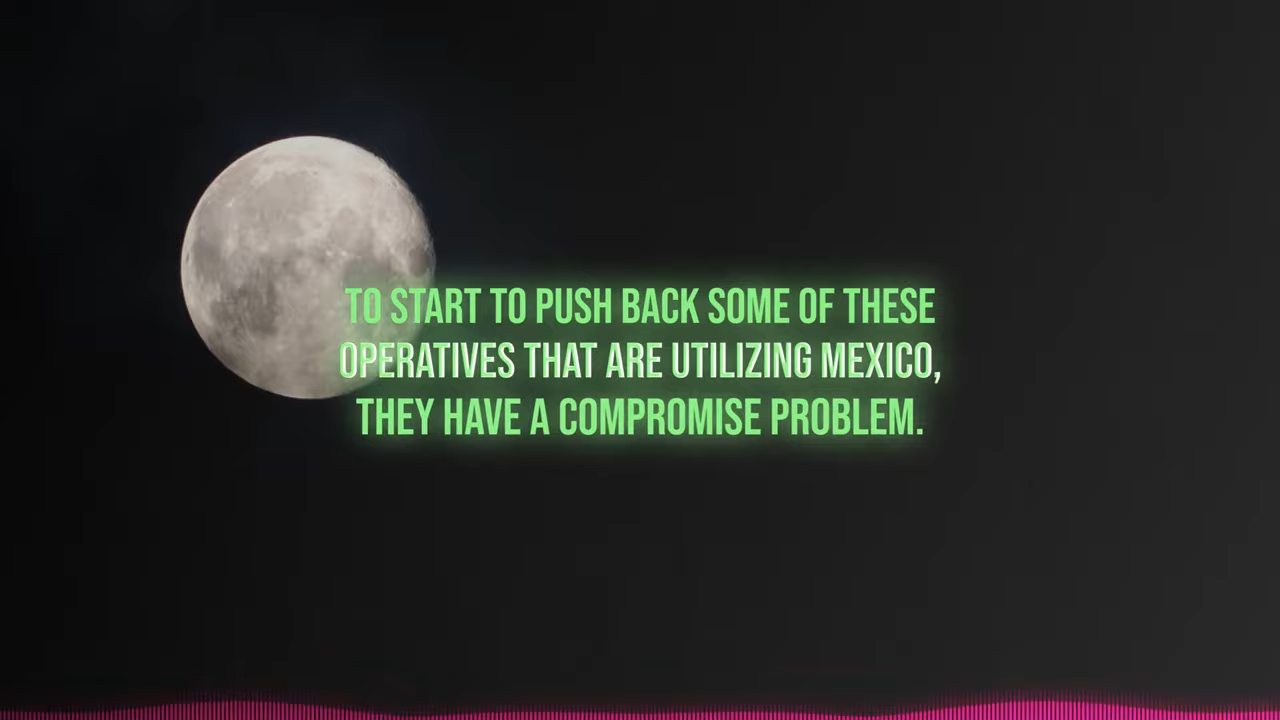 TO START TO PUSH BACK SOME OF THESE
OPERATIVES THAT ARE UTILIZING MEXICO,
THEY HAVE A COMPROMISE PROBLEM.